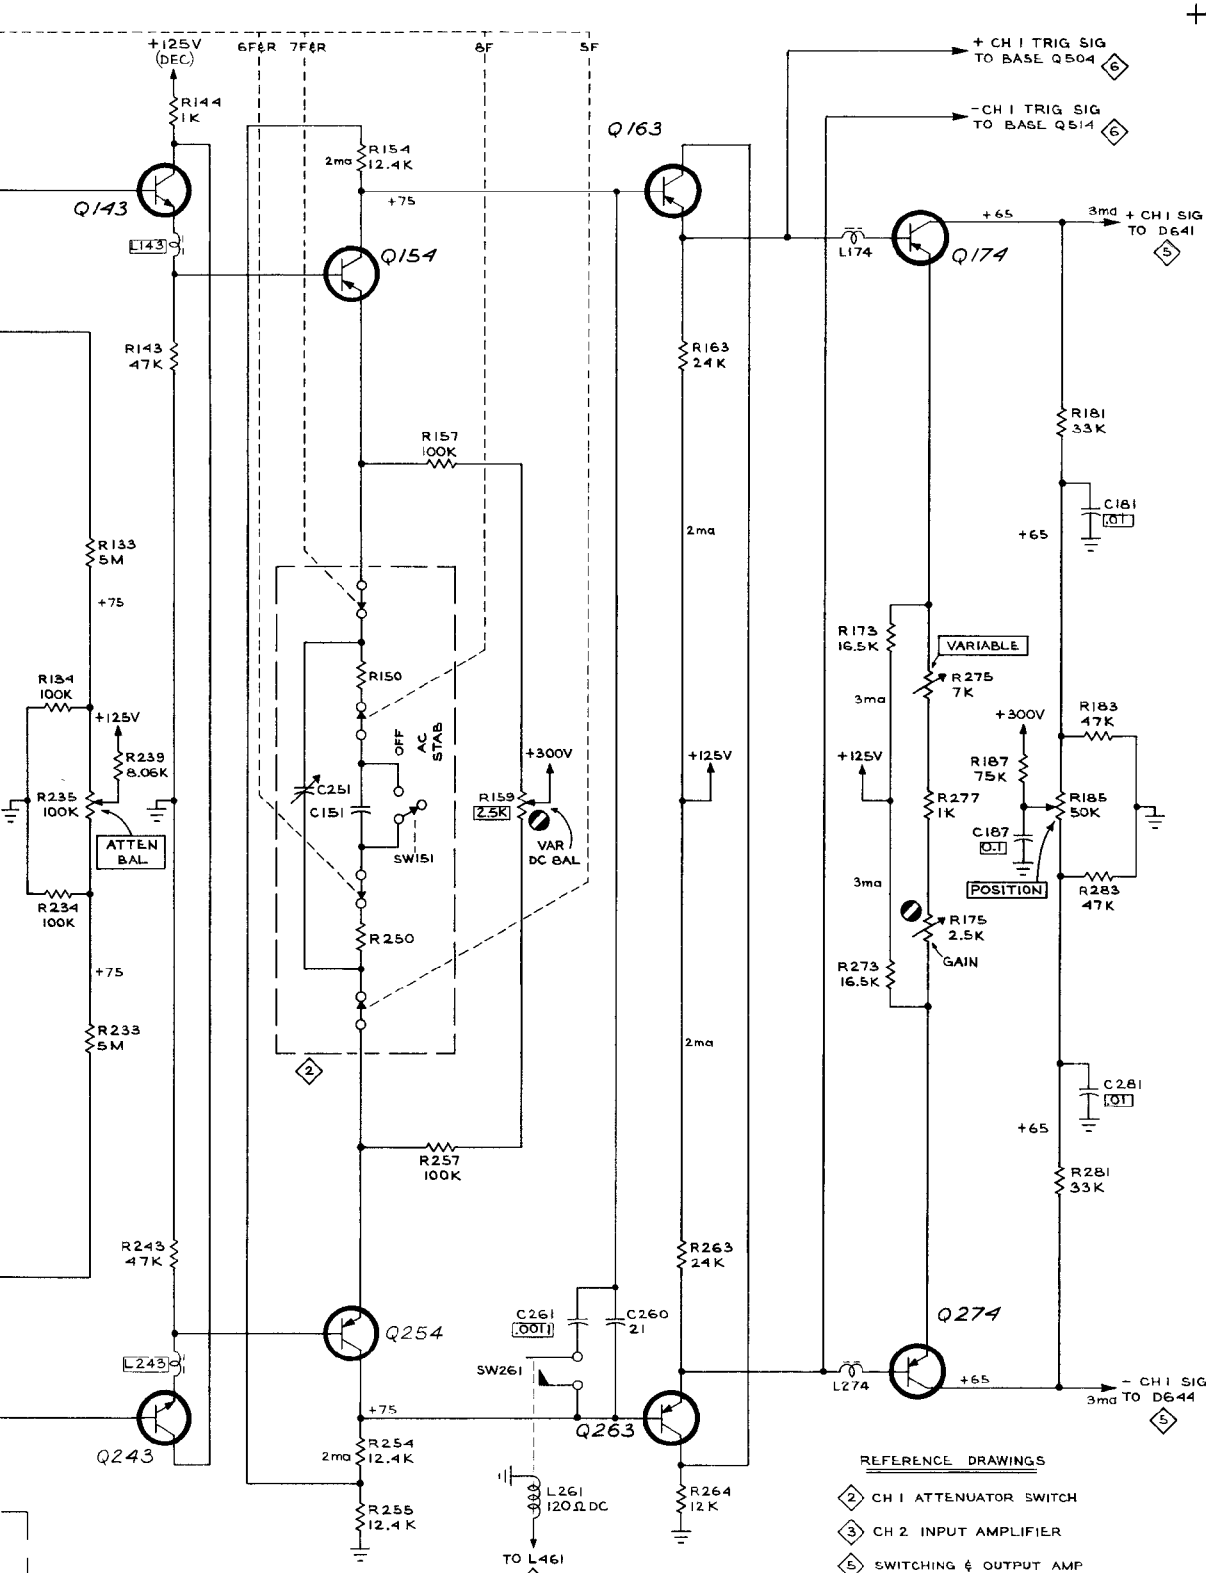 +125V
(DEC)
6F&R
7F&R
8F
5F
+ CH 1 TRIG SIG
TO BASE Q504
6
R144
1K
- CH 1 TRIG SIG
TO BASE Q514
6
Q163
2ma
R154
12.4K
Q143
+75
+65
3ma
+ CH 1 SIG
TO D641
5
L143
Q154
L174
Q174
R143
47K
R163
24K
R181
33K
R157
100K
C181
.01
2ma
+65
R133
5M
+75
R173
16.5K
VARIABLE
R134
100K
R150
R275
7K
3ma
+125V
+300V
R183
47K
OFF
AC
STAB
R239
8.06K
+300V
+125V
+125V
R187
75K
R235
100K
C251
C151
R159
2.5K
R277
1K
R185
50K
C187
0.1
ATTEN
BAL
SW151
VAR
DC BAL
3ma
POSITION
R283
47K
R234
100K
R250
R175
2.5K
GAIN
+75
R273
16.5K
R233
5M
2ma
2
C281
.01
+65
R257
100K
R281
33K
R243
47K
R263
24K
C261
.0011
C260
21
Q274
Q254
L243
SW261
L274
+65
3ma
- CH 1 SIG
TO D644
5
+75
Q263
Q243
2ma
R254
12.4K
REFERENCE DRAWINGS
L261
120Ω DC
R264
12K
2 CH 1 ATTENUATOR SWITCH
R255
12.4K
3 CH 2 INPUT AMPLIFIER
TO L461
5 SWITCHING & OUTPUT AMP